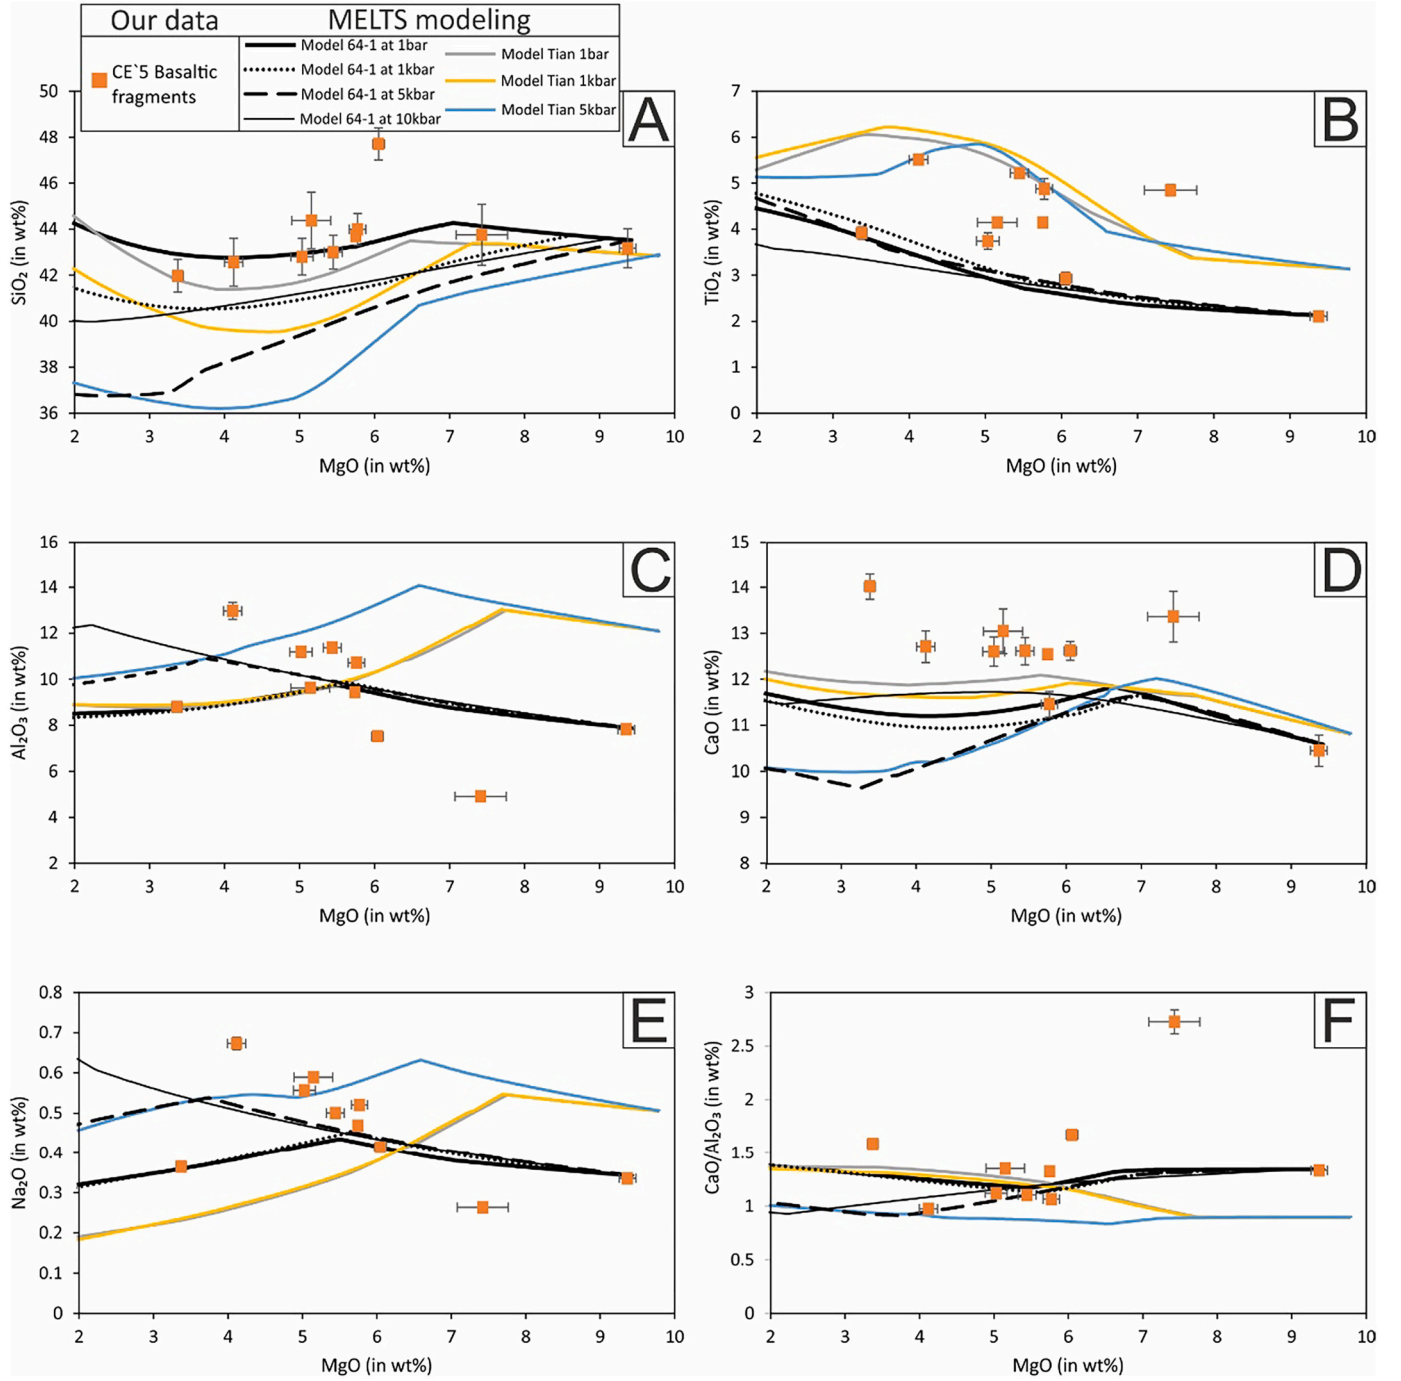 Our data
MELTS modeling
CE`5 Basaltic
fragments
Model 64-1 at 1bar
Model 64-1 at 1kbar
Model 64-1 at 5kbar
Model 64-1 at 10kbar
Model Tian 1bar
Model Tian 1kbar
Model Tian 5kbar
A
SiO₂ (in wt%)
50
48
46
44
42
40
38
36
2 3 4 5 6 7 8 9 10
MgO (in wt%)
B
TiO₂ (in wt%)
7
6
5
4
3
2
1
0
2 3 4 5 6 7 8 9 10
MgO (in wt%)
C
Al₂O₃ (in wt%)
16
14
12
10
8
6
4
2
2 3 4 5 6 7 8 9 10
MgO (in wt%)
D
CaO (in wt%)
15
14
13
12
11
10
9
8
2 3 4 5 6 7 8 9 10
MgO (in wt%)
E
Na₂O (in wt%)
0.8
0.7
0.6
0.5
0.4
0.3
0.2
0.1
0
2 3 4 5 6 7 8 9 10
MgO (in wt%)
F
CaO/Al₂O₃ (in wt%)
3
2.5
2
1.5
1
0.5
0
2 3 4 5 6 7 8 9 10
MgO (in wt%)